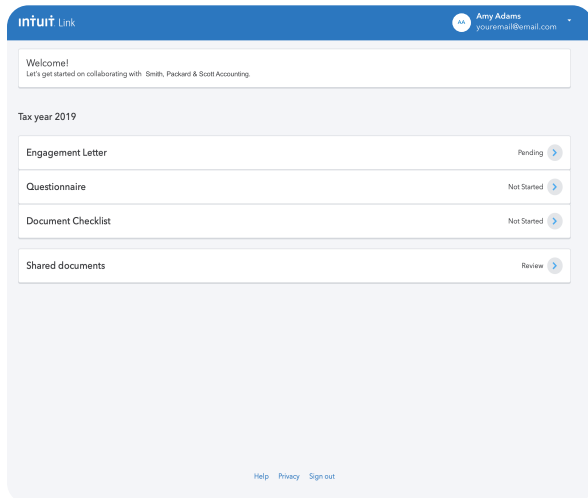 intuit Link
AA
Amy Adams
youremail@email.com
Welcome!
Let's get started on collaborating with Smith, Packard & Scott Accounting.
Tax year 2019
Engagement Letter Pending
Questionnaire Not Started
Document Checklist Not Started
Shared documents Review
Help Privacy Sign out